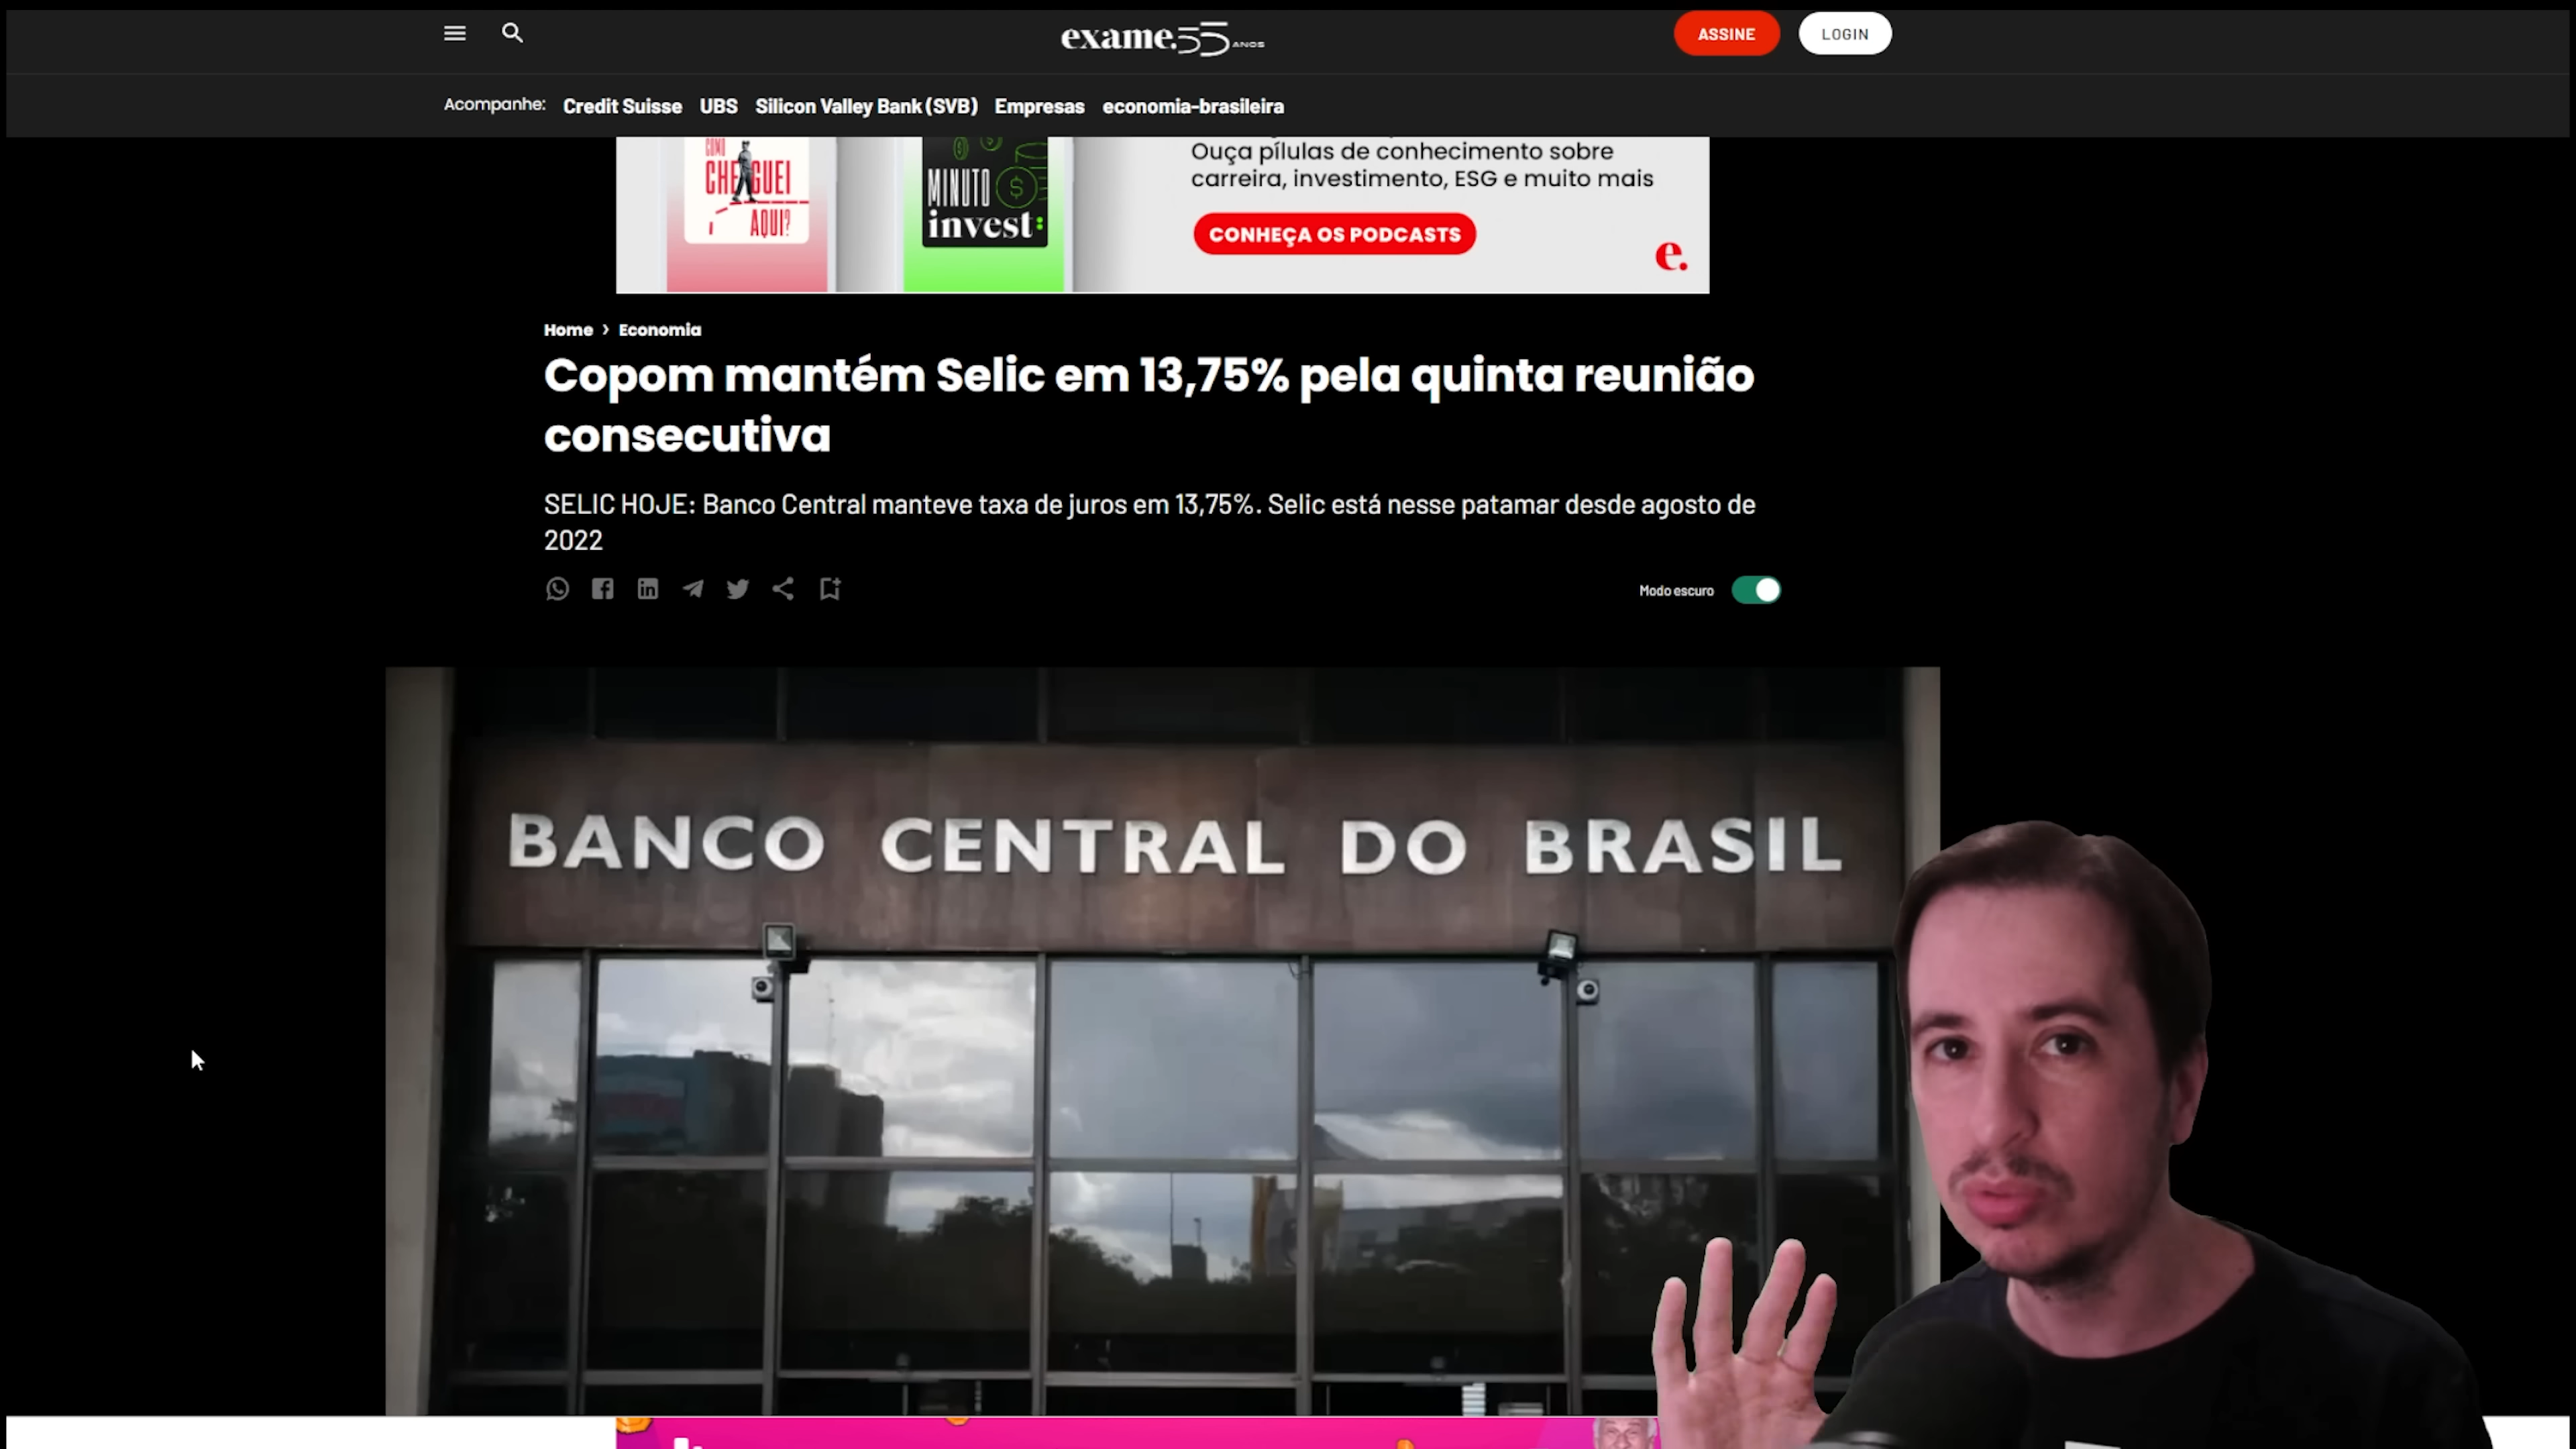 exame.55 ANOS
ASSINE
LOGIN
Acompanhe: Credit Suisse UBS Silicon Valley Bank (SVB) Empresas economia-brasileira
COMO
CHEGUEI
AQUI?
MINUTO
invest:
Ouça pílulas de conhecimento sobre
carreira, investimento, ESG e muito mais
CONHEÇA OS PODCASTS
e.
Home › Economia
Copom mantém Selic em 13,75% pela quinta reunião
consecutiva
SELIC HOJE: Banco Central manteve taxa de juros em 13,75%. Selic está nesse patamar desde agosto de
2022
Modo escuro
BANCO CENTRAL DO BRASIL